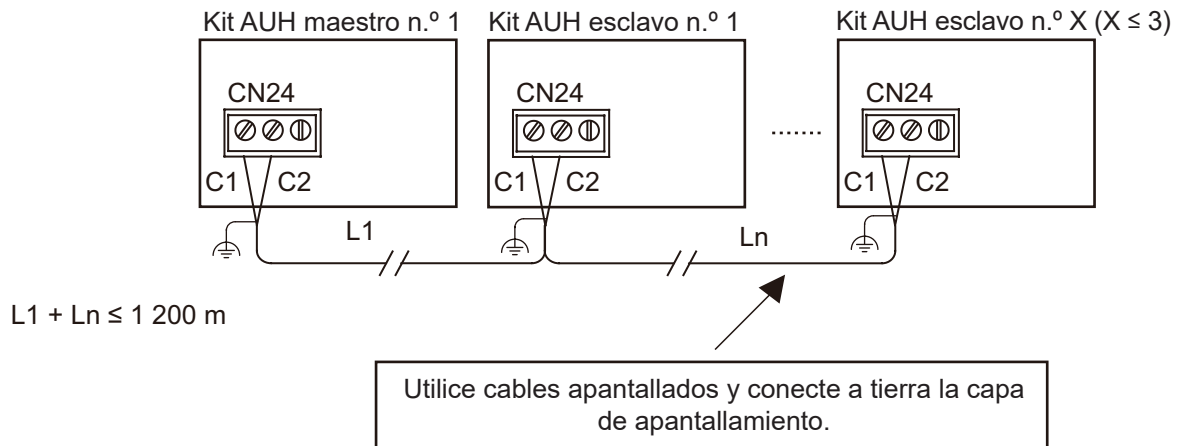 Kit AUH maestro n.º 1
Kit AUH esclavo n.º 1
Kit AUH esclavo n.º X (X ≤ 3)
CN24
CN24
CN24
.......
C1
C2
C1
C2
C1
C2
L1
Ln
L1 + Ln ≤ 1 200 m
Utilice cables apantallados y conecte a tierra la capa
de apantallamiento.